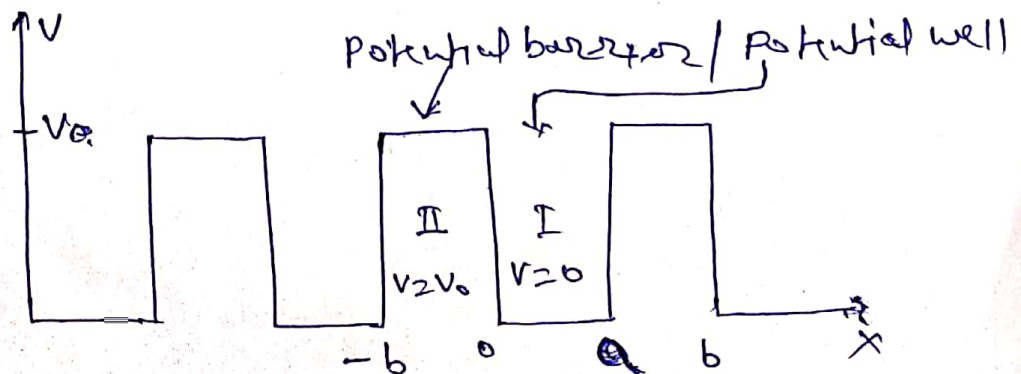 V
Potential barrier / Potential well
V₀
II I
V=V₀ V=0
-b 0 a b
X